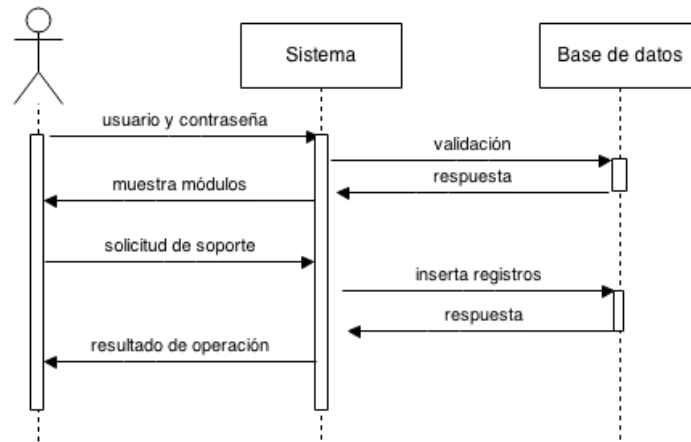 Sistema
Base de datos
usuario y contraseña
validación
respuesta
muestra módulos
solicitud de soporte
inserta registros
respuesta
resultado de operación